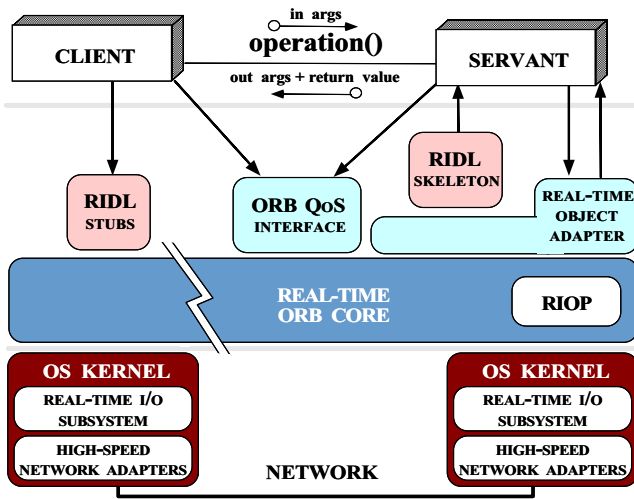 in args
operation()
out args + return value
CLIENT
SERVANT
RIDL
STUBS
ORB QoS
INTERFACE
RIDL
SKELETON
REAL-TIME
OBJECT
ADAPTER
REAL-TIME
ORB CORE
RIOP
OS KERNEL
REAL-TIME I/O
SUBSYSTEM
HIGH-SPEED
NETWORK ADAPTERS
NETWORK
OS KERNEL
REAL-TIME I/O
SUBSYSTEM
HIGH-SPEED
NETWORK ADAPTERS